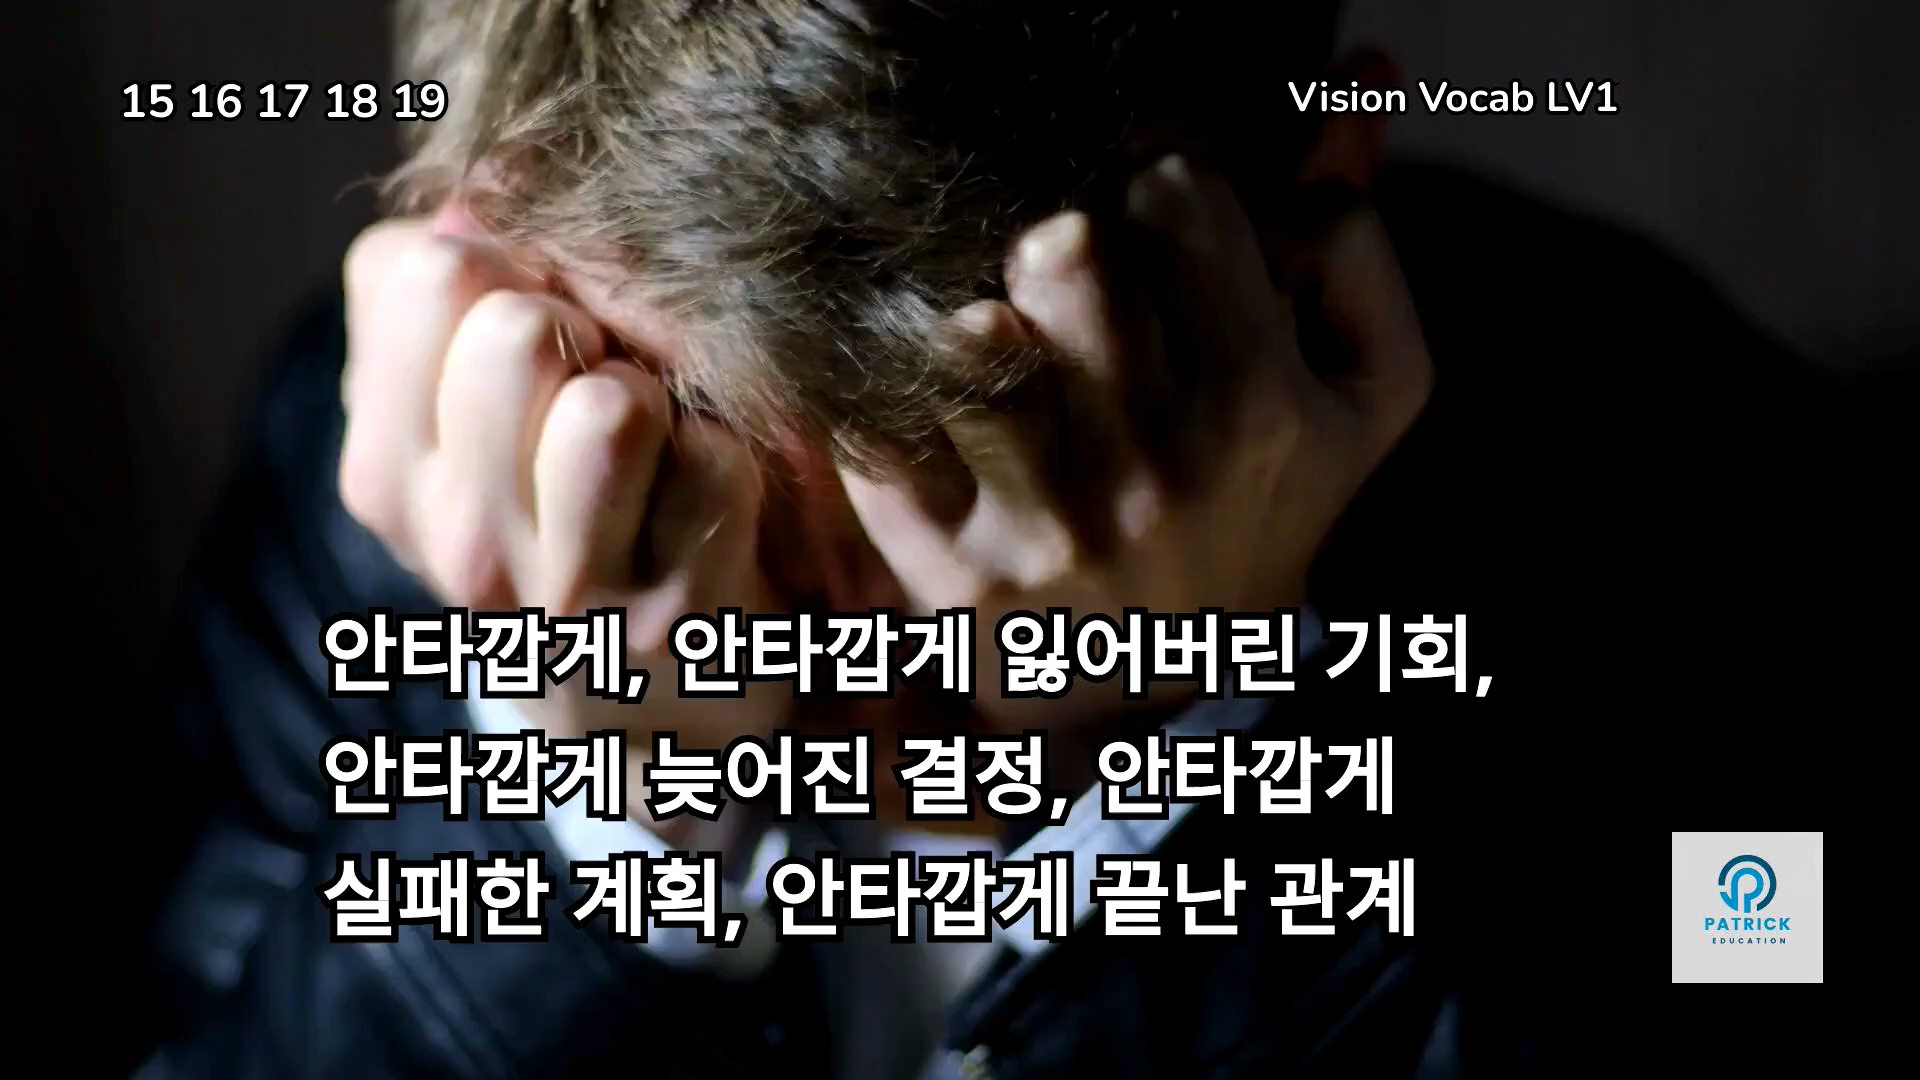 15 16 17 18 19
Vision Vocab LV1
안타깝게, 안타깝게 잃어버린 기회,
안타깝게 늦어진 결정, 안타깝게
실패한 계획, 안타깝게 끝난 관계
PATRICK
EDUCATION